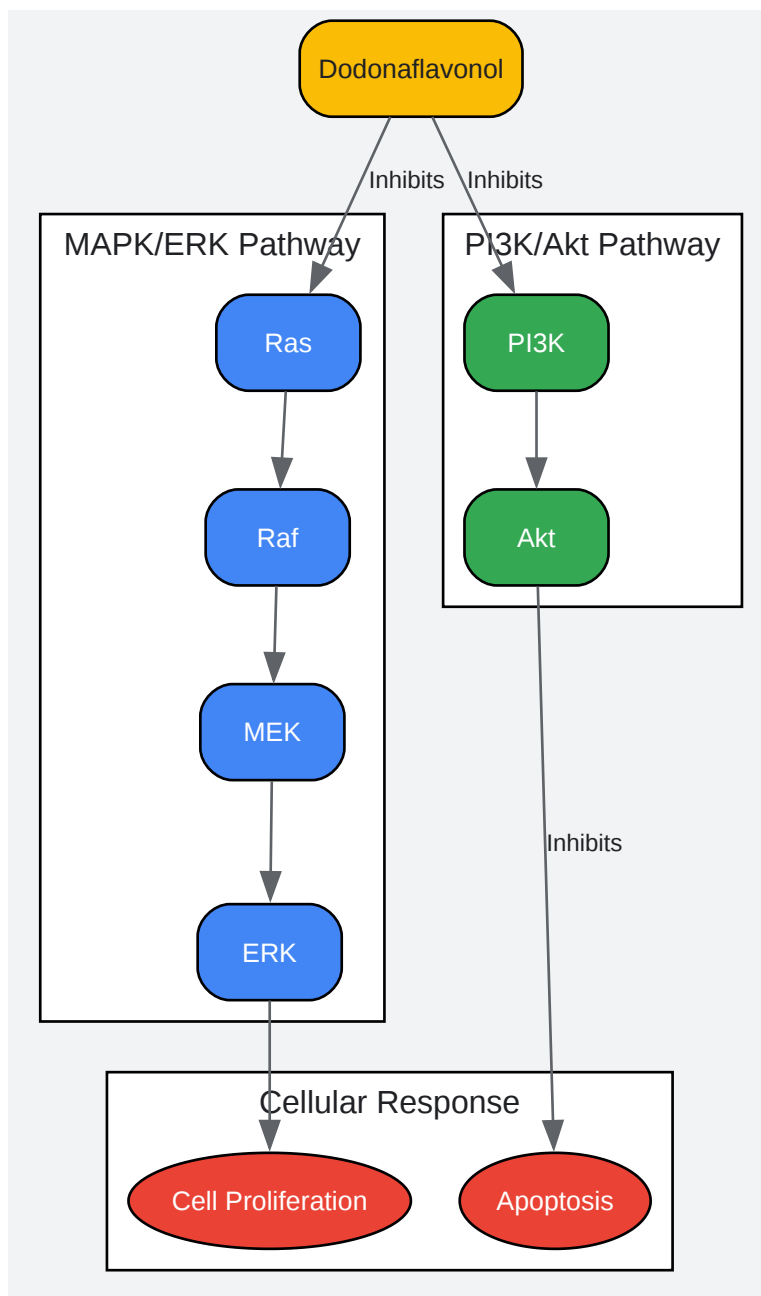 Dodonaflavonol
Inhibits
Inhibits
MAPK/ERK Pathway
PI3K/Akt Pathway
Ras
PI3K
Raf
Akt
MEK
Inhibits
ERK
Cellular Response
Cell Proliferation
Apoptosis